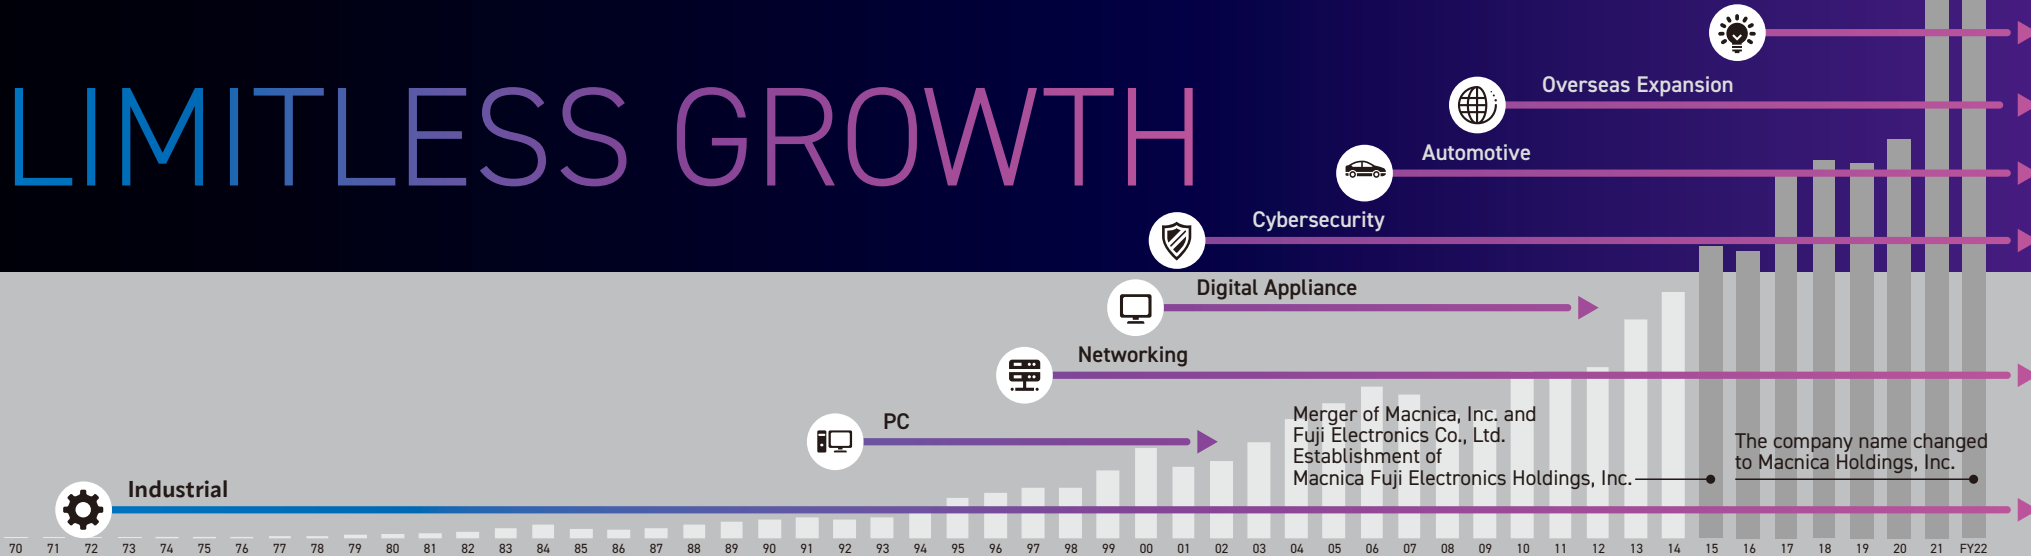 LIMITLESS GROWTH
Overseas Expansion
Automotive
Cybersecurity
Digital Appliance
Networking
PC
Merger of Macnica, Inc. and
Fuji Electronics Co., Ltd.
Establishment of
Macnica Fuji Electronics Holdings, Inc.
The company name changed
to Macnica Holdings, Inc.
Industrial
70 71 72 73 74 75 76 77 78 79 80 81 82 83 84 85 86 87 88 89 90 91 92 93 94 95 96 97 98 99 00 01 02 03 04 05 06 07 08 09 10 11 12 13 14 15 16 17 18 19 20 21 FY22